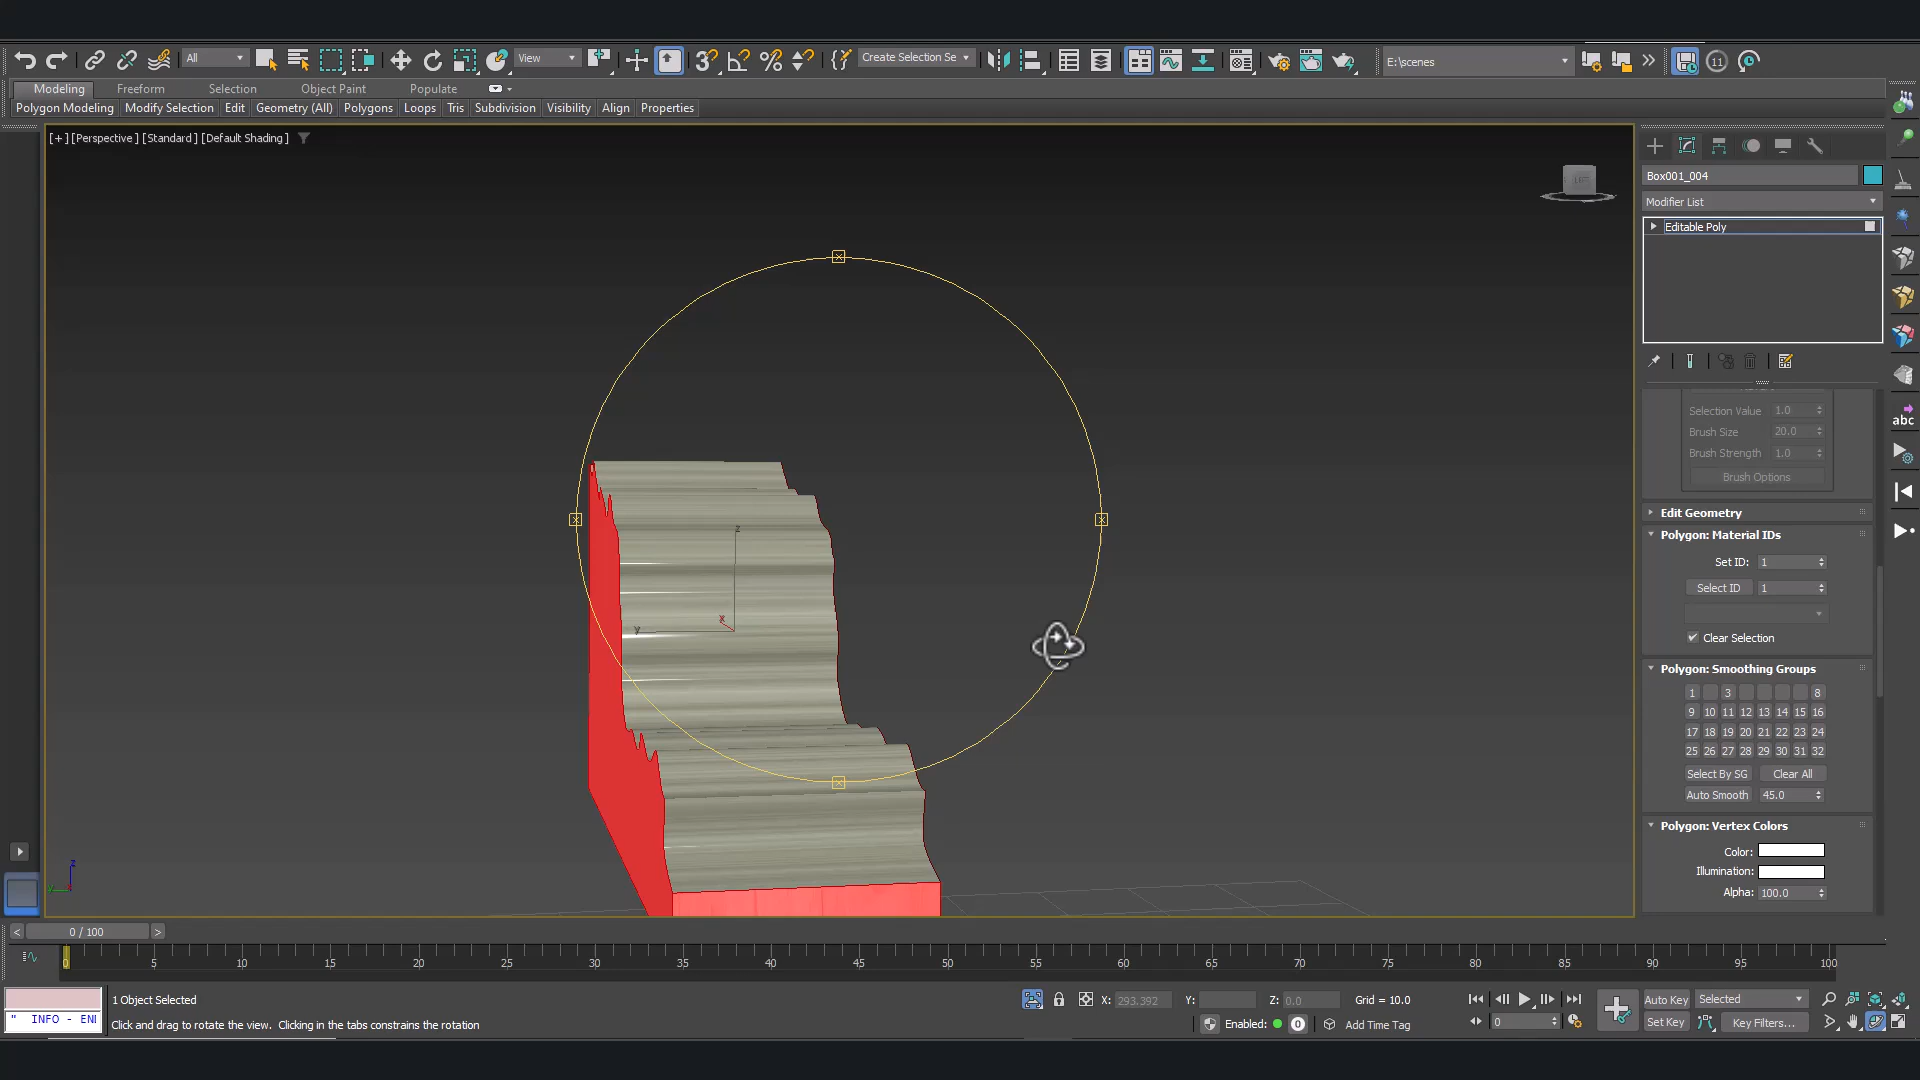 All
View
Create Selection Se
E:\scenes
11
Modeling Freeform Selection Object Paint Populate
Polygon Modeling Modify Selection Edit Geometry (All) Polygons Loops Tris Subdivision Visibility Align Properties
[+] [Perspective] [Standard] [Default Shading]
Box001_004
Modifier List
Editable Poly
Selection Value 1.0
Brush Size 20.0
Brush Strength 1.0
Brush Options
Edit Geometry
Polygon: Material IDs
Set ID: 1
Select ID 1
Clear Selection
Polygon: Smoothing Groups
1 3 8
9 10 11 12 13 14 15 16
17 18 19 20 21 22 23 24
25 26 27 28 29 30 31 32
Select By SG Clear All
Auto Smooth 45.0
Polygon: Vertex Colors
Color:
Illumination:
Alpha: 100.0
abc
z
x
y
z
< 0 / 100 >
0 5 10 15 20 25 30 35 40 45 50 55 60 65 70 75 80 85 90 95 100
1 Object Selected
X: 293.392 Y: Z: 0.0 Grid = 10.0
Auto Key Selected
" INFO - ENI
Click and drag to rotate the view. Clicking in the tabs constrains the rotation
Enabled: 0 Add Time Tag
0
Set Key Key Filters...